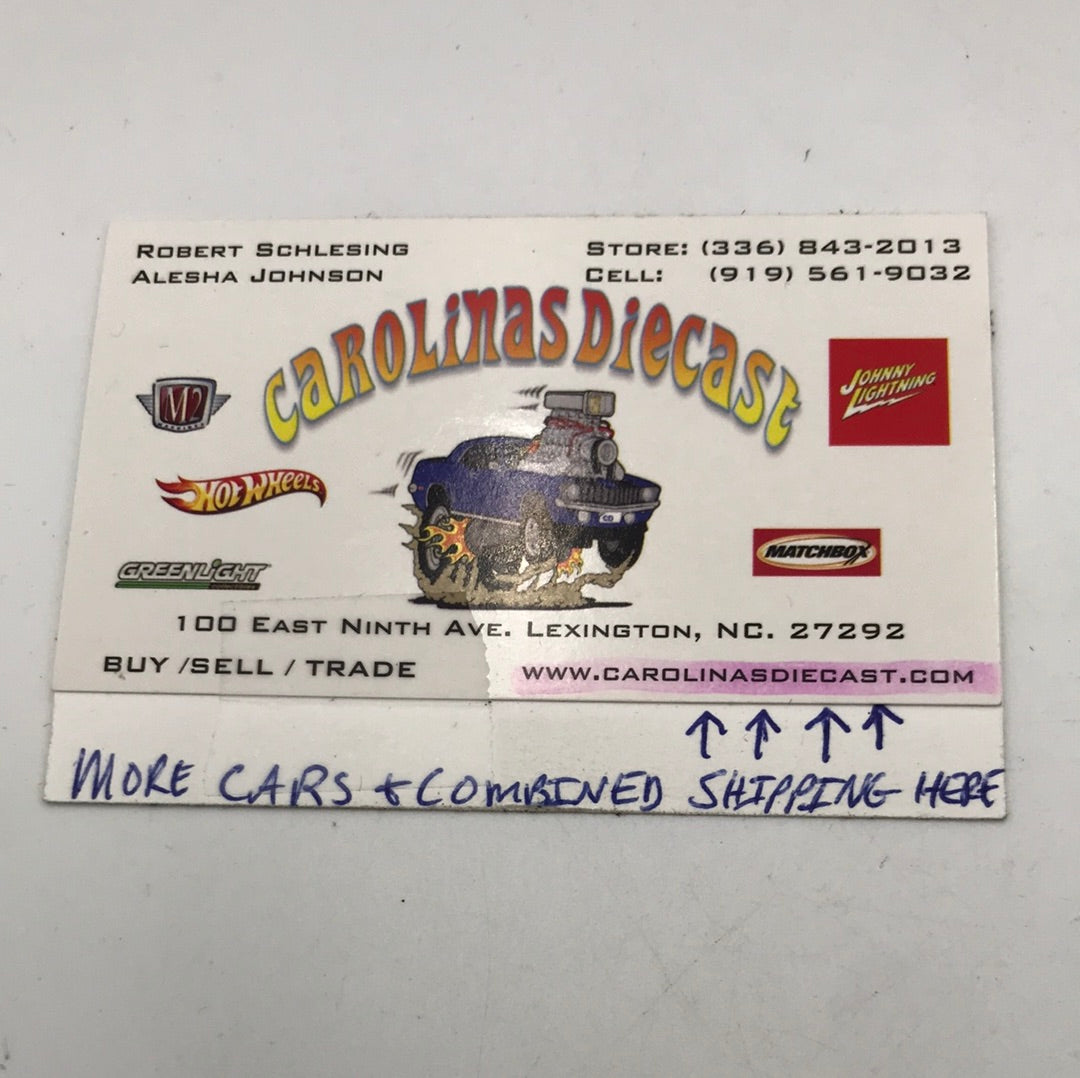 ROBERT SCHLESING
ALESHA JOHNSON
STORE: (336) 843-2013
CELL: (919) 561-9032
CAROLINAS DIECAST
M2
MACHINES
JOHNNY
LIGHTNING
HOT WHEELS
MATCHBOX
GREENLIGHT
CD
100 EAST NINTH AVE. LEXINGTON, NC. 27292
BUY /SELL / TRADE
WWW.CAROLINASDIECAST.COM
↑ ↑ ↑ ↑
MORE CARS & COMBINED SHIPPING HERE